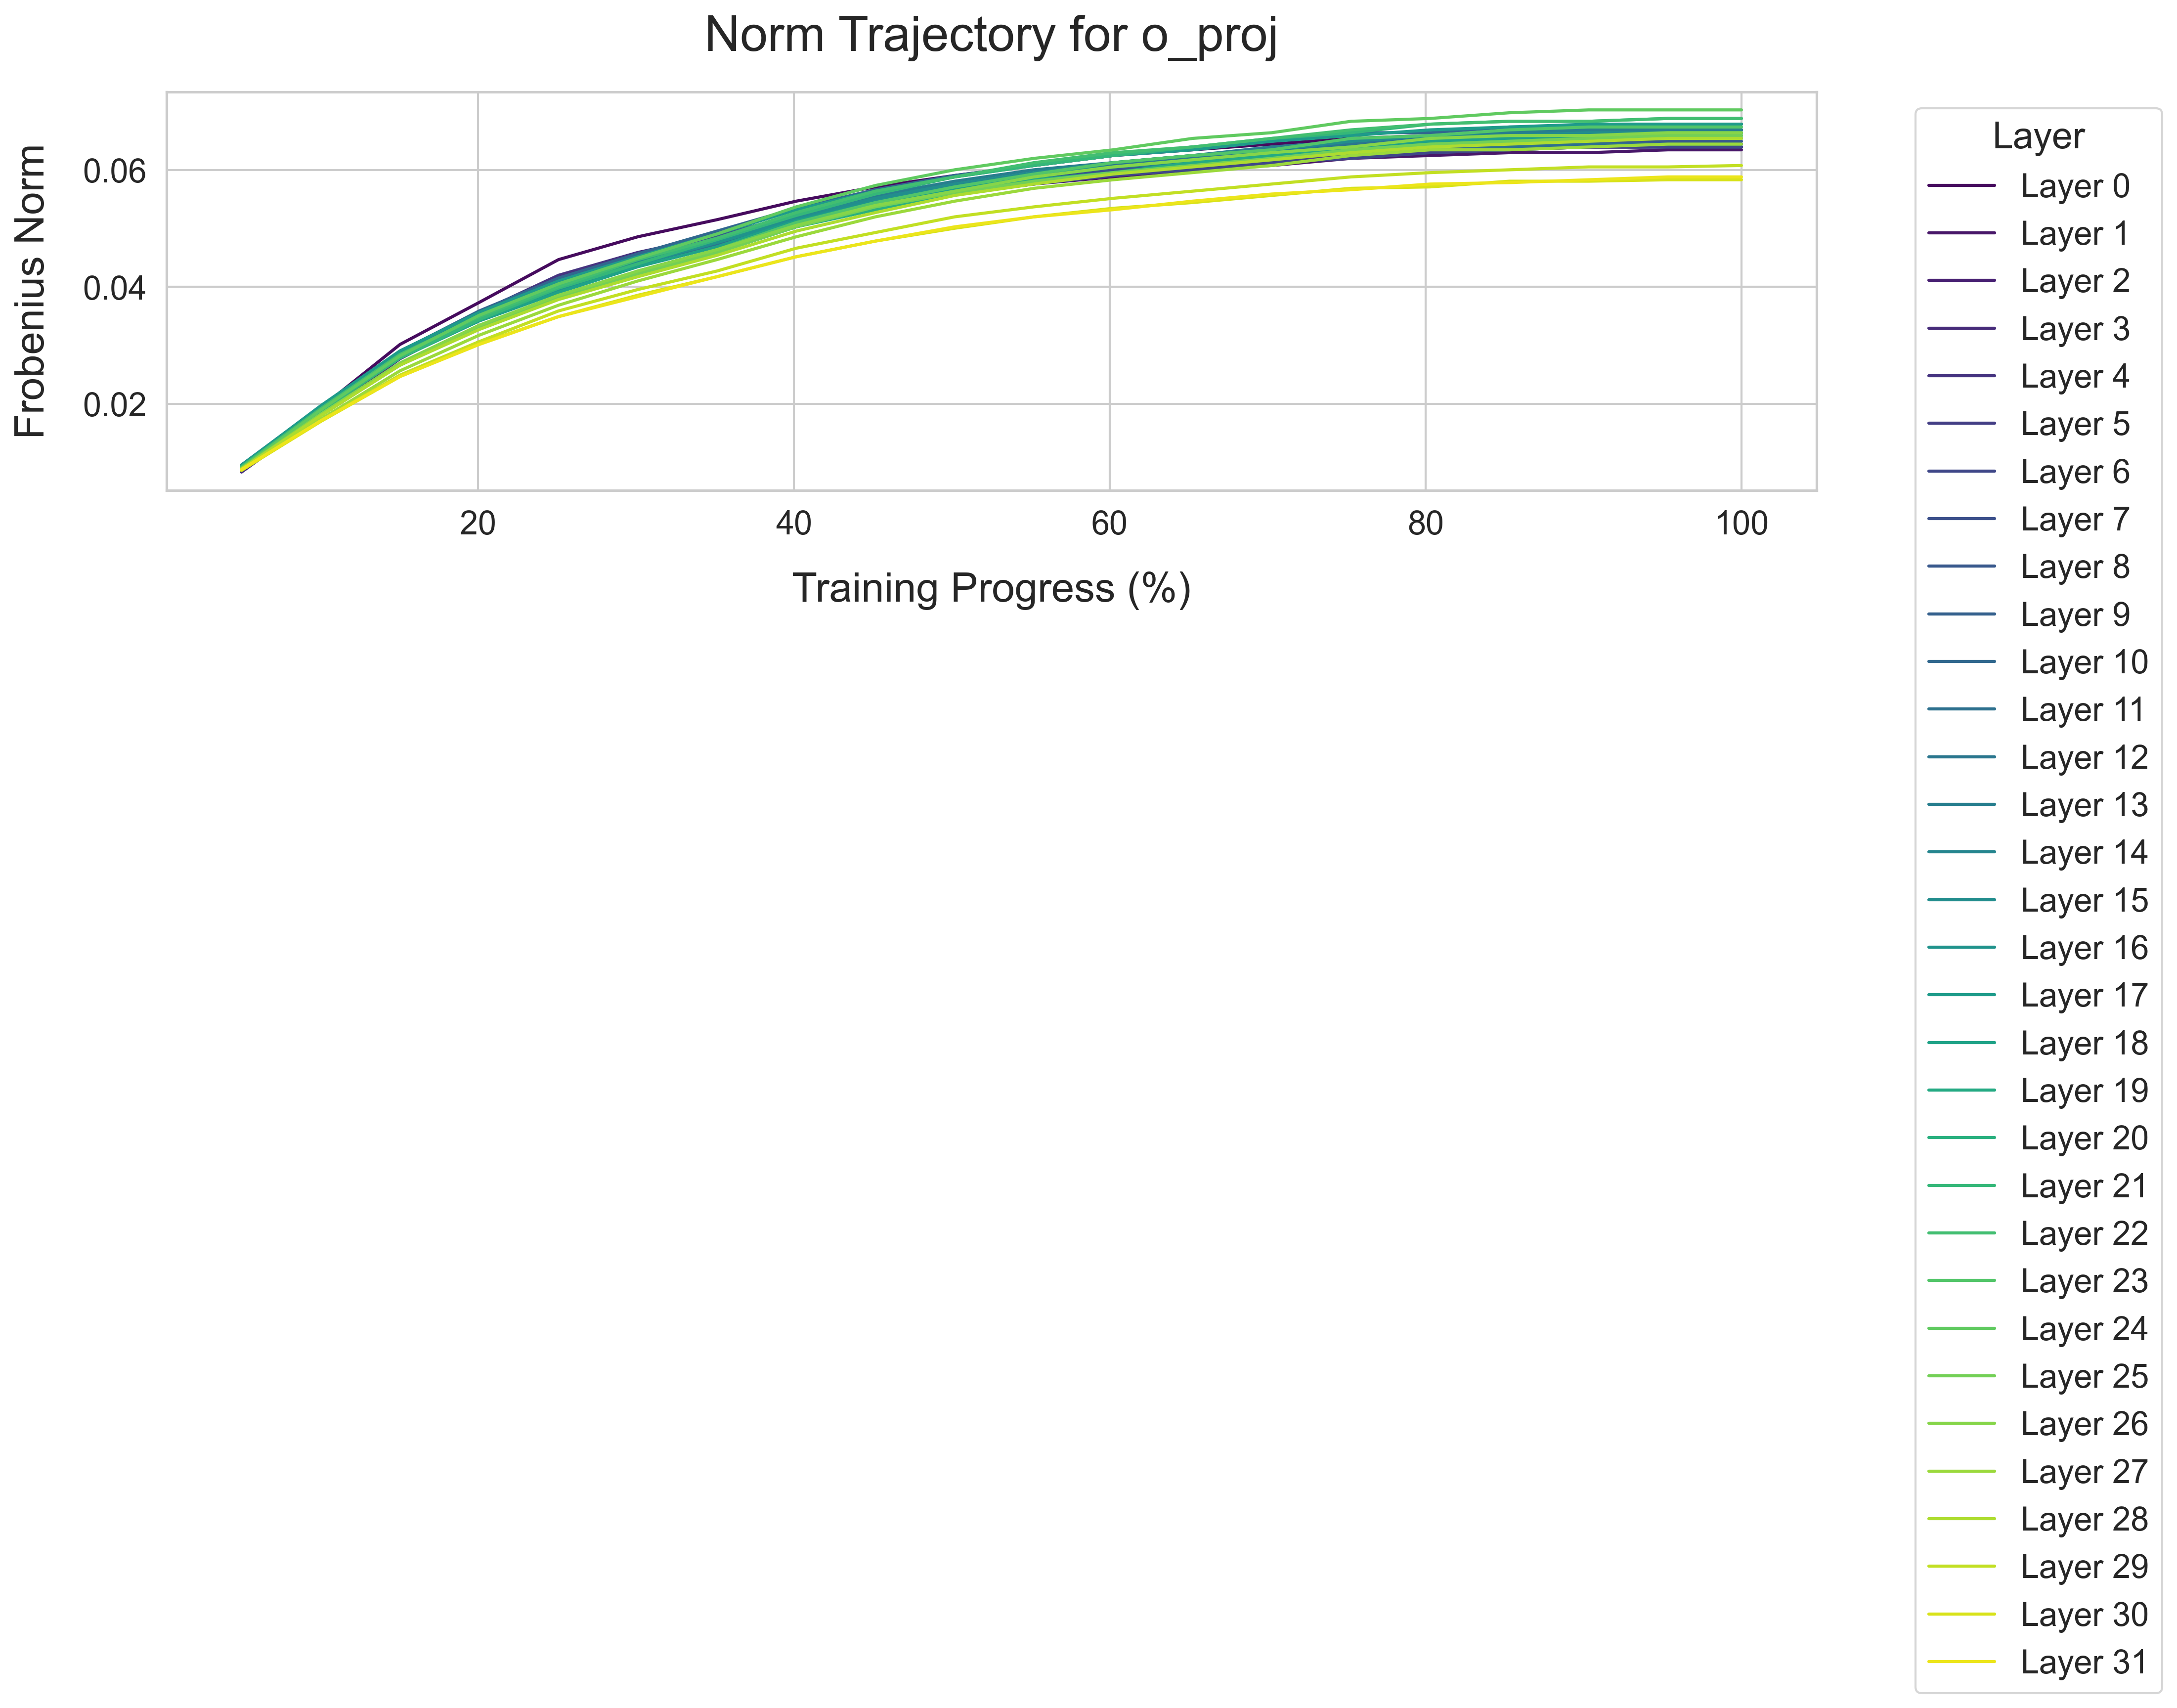 Norm Trajectory for o_proj
Frobenius Norm
0.06
0.04
0.02
20 40 60 80 100
Training Progress (%)
Layer
Layer 0
Layer 1
Layer 2
Layer 3
Layer 4
Layer 5
Layer 6
Layer 7
Layer 8
Layer 9
Layer 10
Layer 11
Layer 12
Layer 13
Layer 14
Layer 15
Layer 16
Layer 17
Layer 18
Layer 19
Layer 20
Layer 21
Layer 22
Layer 23
Layer 24
Layer 25
Layer 26
Layer 27
Layer 28
Layer 29
Layer 30
Layer 31